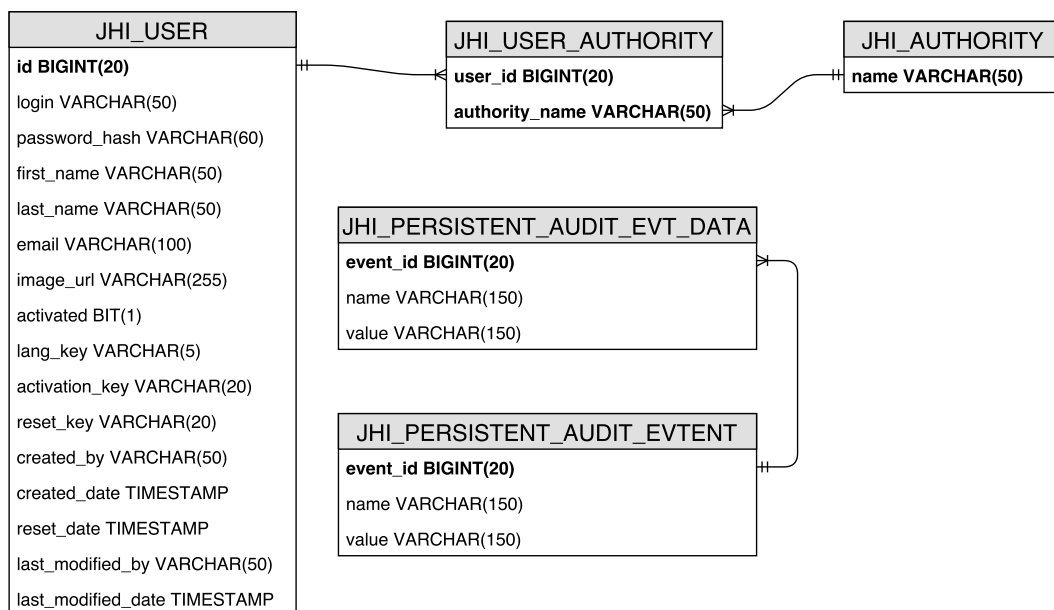 JHI_USER
id BIGINT(20)
login VARCHAR(50)
password_hash VARCHAR(60)
first_name VARCHAR(50)
last_name VARCHAR(50)
email VARCHAR(100)
image_url VARCHAR(255)
activated BIT(1)
lang_key VARCHAR(5)
activation_key VARCHAR(20)
reset_key VARCHAR(20)
created_by VARCHAR(50)
created_date TIMESTAMP
reset_date TIMESTAMP
last_modified_by VARCHAR(50)
last_modified_date TIMESTAMP
JHI_USER_AUTHORITY
user_id BIGINT(20)
authority_name VARCHAR(50)
JHI_AUTHORITY
name VARCHAR(50)
JHI_PERSISTENT_AUDIT_EVT_DATA
event_id BIGINT(20)
name VARCHAR(150)
value VARCHAR(150)
JHI_PERSISTENT_AUDIT_EVTENT
event_id BIGINT(20)
name VARCHAR(150)
value VARCHAR(150)